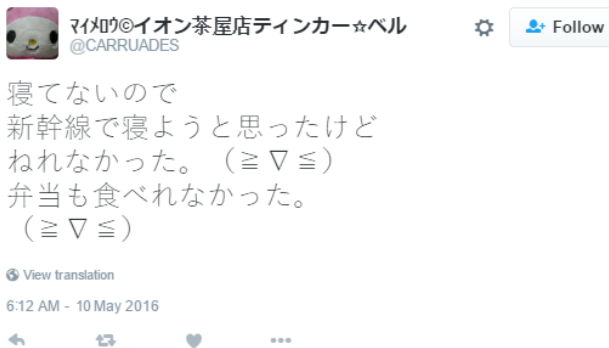 ﾏｲﾒﾛｳ©イオン茶屋店ティンカー☆ベル
@CARRUADES
Follow
寝てないので
新幹線で寝ようと思ったけど
ねれなかった。（≧∇≦）
弁当も食べれなかった。
（≧∇≦）
View translation
6:12 AM - 10 May 2016